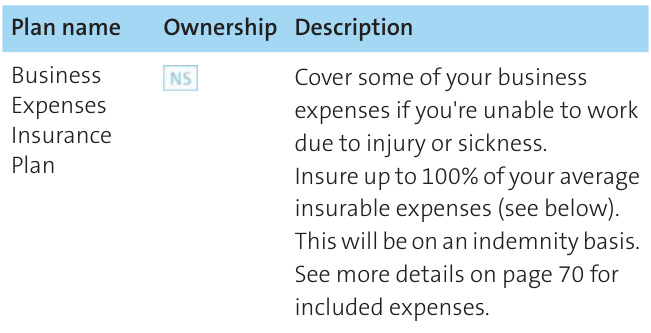 Plan name Ownership Description
Business
Expenses
Insurance
Plan
NS
Cover some of your business
expenses if you're unable to work
due to injury or sickness.
Insure up to 100% of your average
insurable expenses (see below).
This will be on an indemnity basis.
See more details on page 70 for
included expenses.